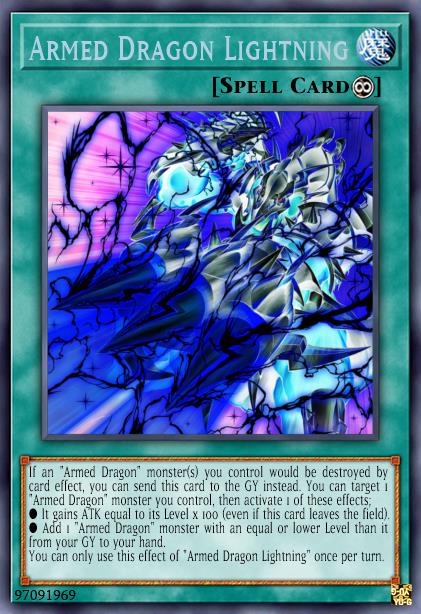 ARMED DRAGON LIGHTNING 魔
[SPELL CARD]
If an "Armed Dragon" monster(s) you control would be destroyed by
card effect, you can send this card to the GY instead. You can target 1
"Armed Dragon" monster you control, then activate 1 of these effects;
● It gains ATK equal to its Level x 100 (even if this card leaves the field).
● Add 1 "Armed Dragon" monster with an equal or lower Level than it
from your GY to your hand.
You can only use this effect of "Armed Dragon Lightning" once per turn.
97091969